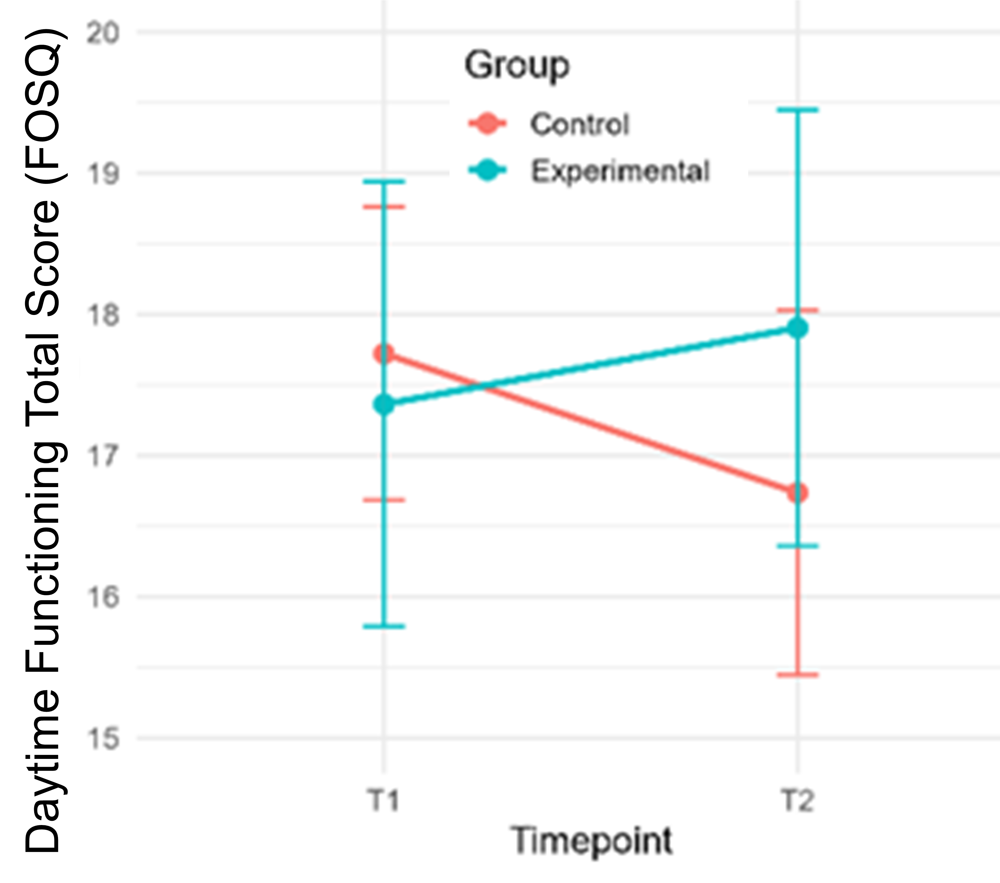 Daytime Functioning Total Score (FOSQ)
20
19
18
17
16
15
Group
Control
Experimental
T1
T2
Timepoint